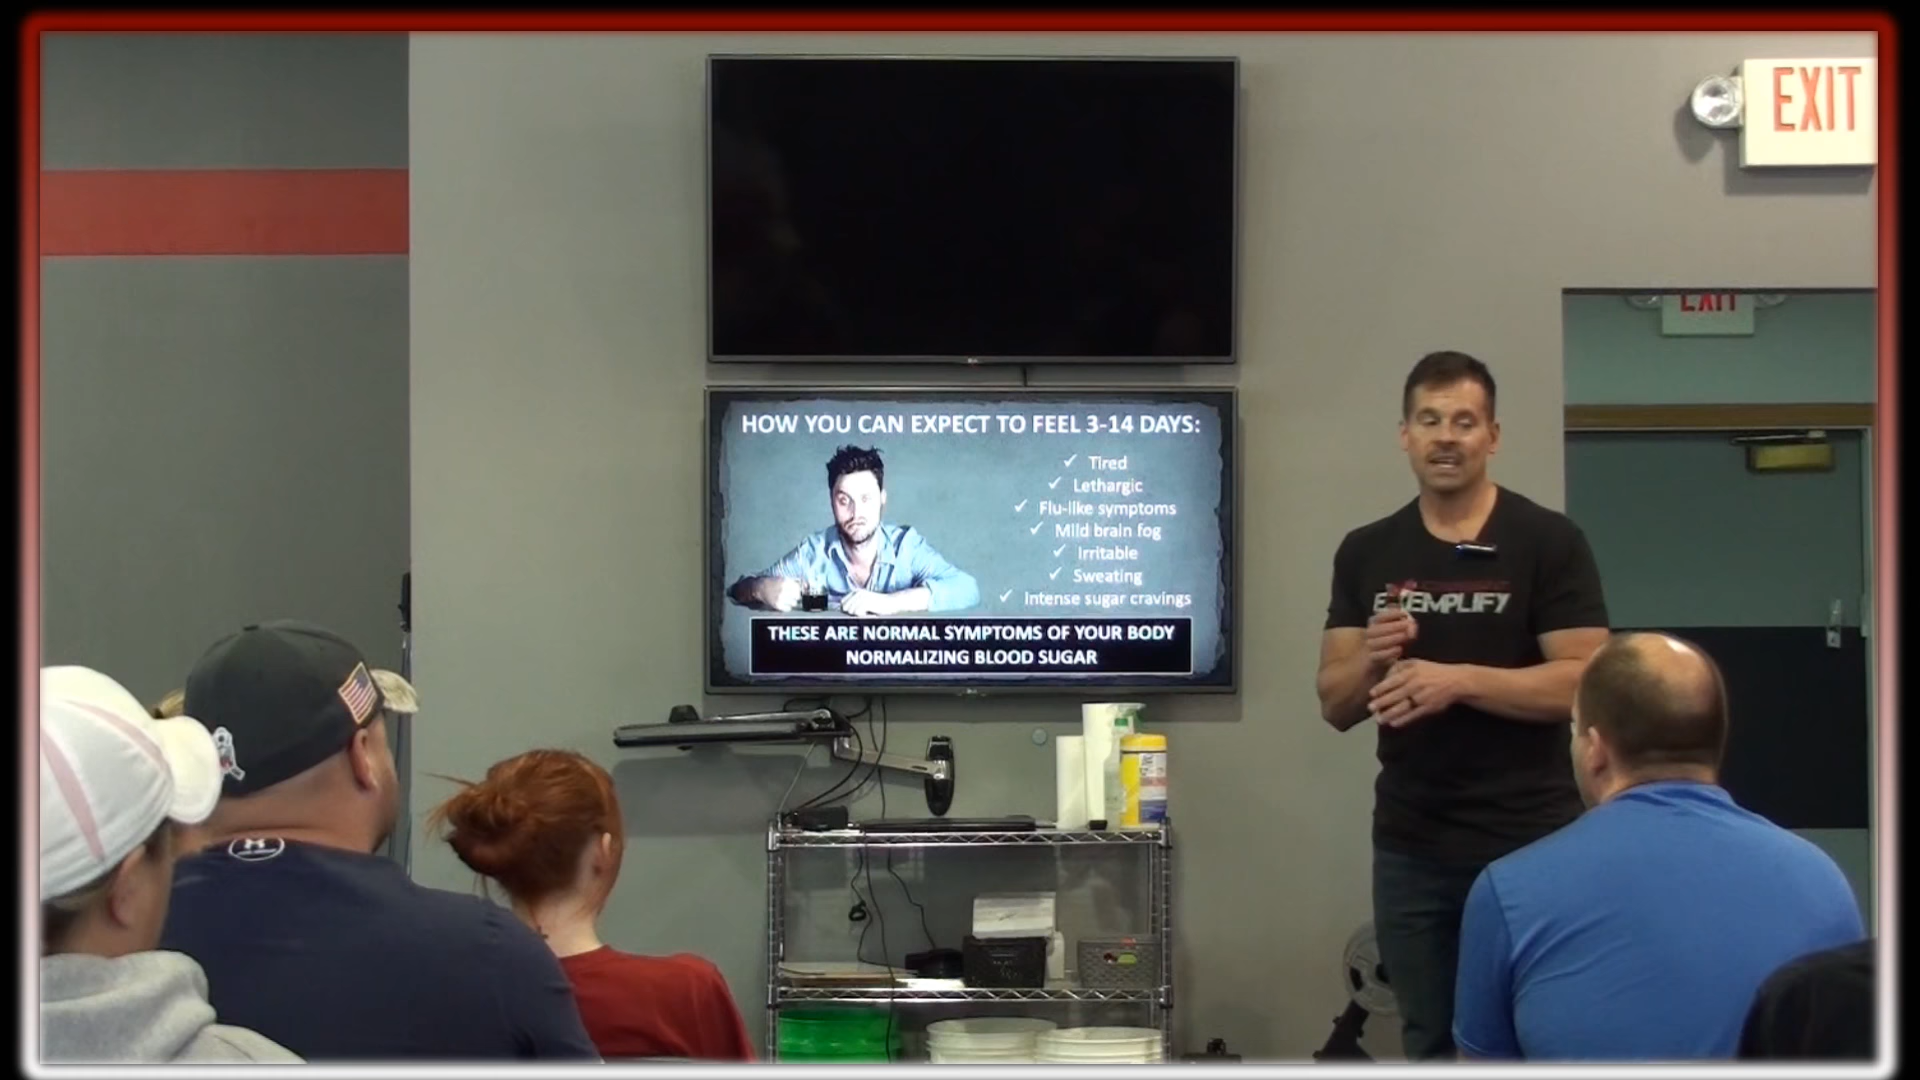 EXIT
EXIT
HOW YOU CAN EXPECT TO FEEL 3-14 DAYS:
✓ Tired
✓ Lethargic
✓ Flu-like symptoms
✓ Mild brain fog
✓ Irritable
✓ Sweating
✓ Intense sugar cravings
THESE ARE NORMAL SYMPTOMS OF YOUR BODY
NORMALIZING BLOOD SUGAR
EXEMPLIFY